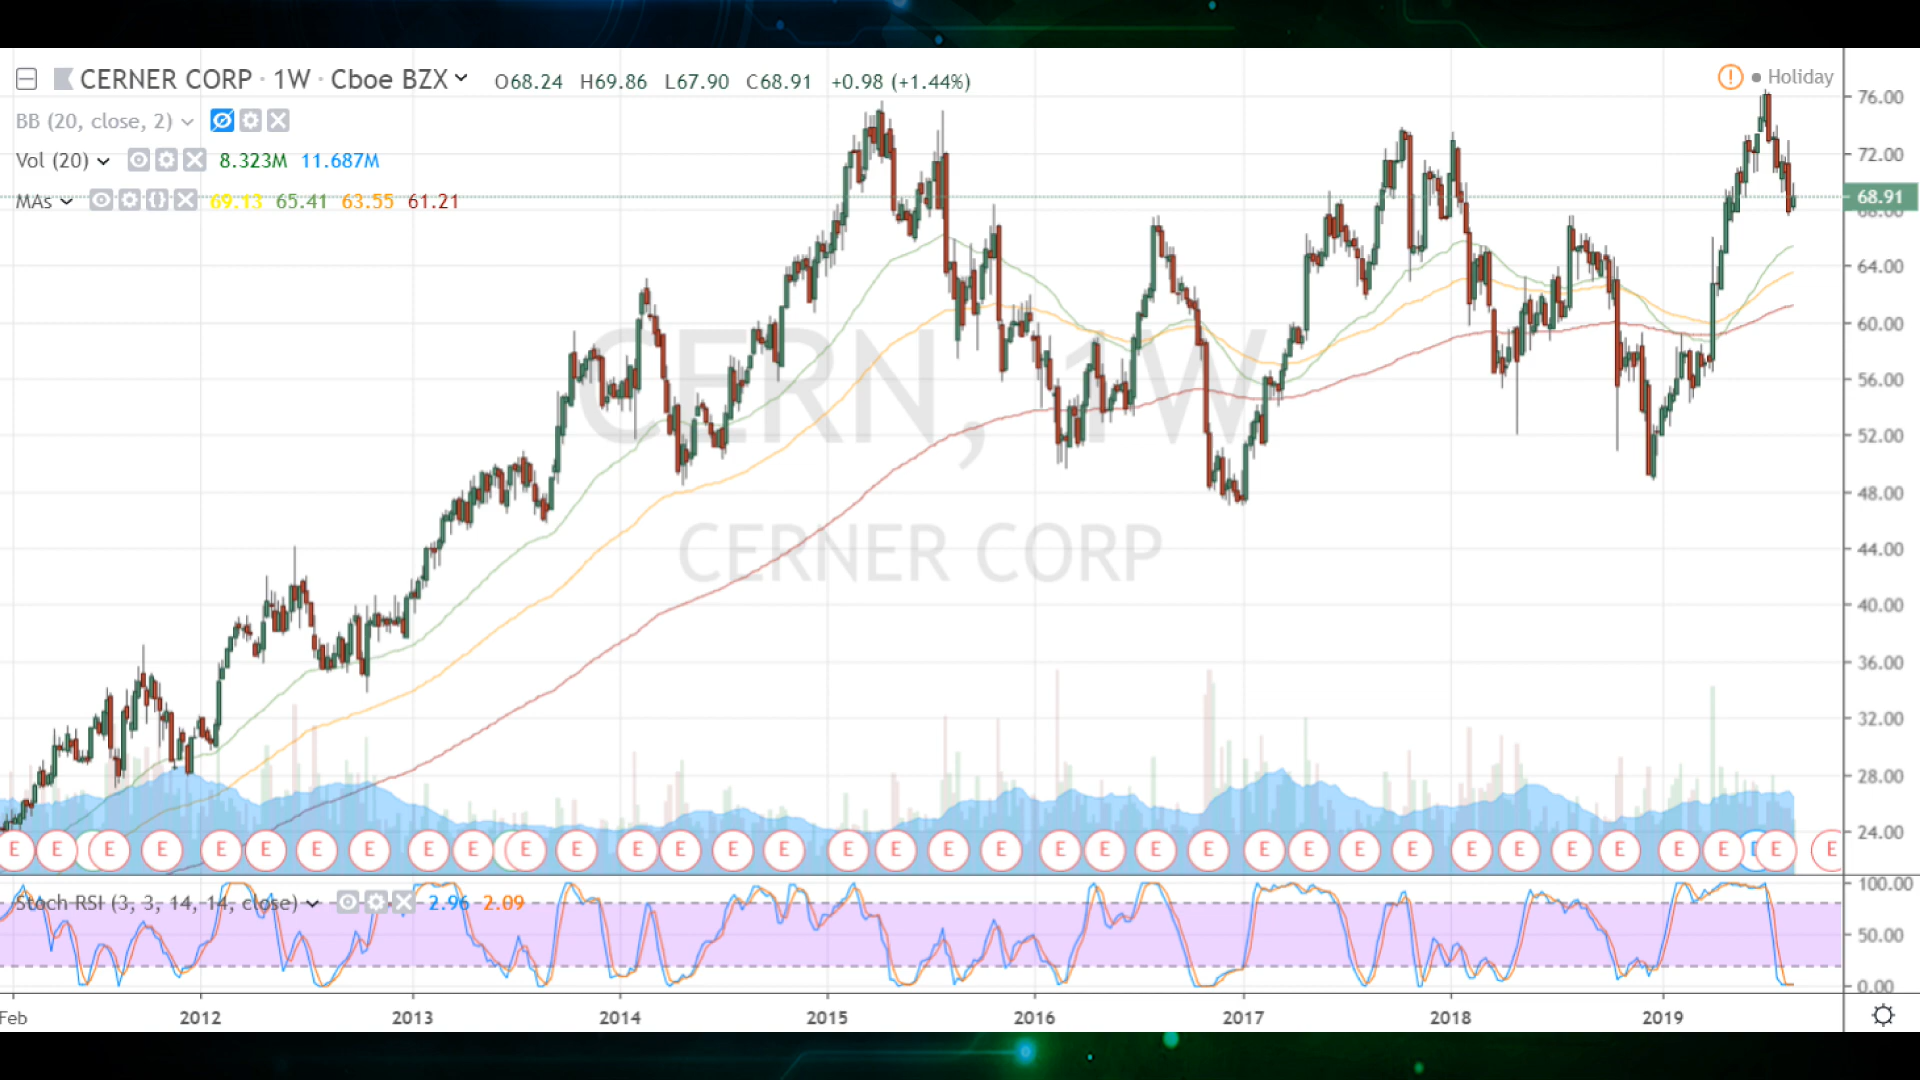 CERNER CORP · 1W · Cboe BZX O68.24 H69.86 L67.90 C68.91 +0.98 (+1.44%)
Holiday
BB (20, close, 2)
Vol (20) 8.323M 11.687M
MAs 69.13 65.41 63.55 61.21
76.00
72.00
68.91
68.00
64.00
60.00
56.00
52.00
48.00
44.00
40.00
36.00
32.00
28.00
24.00
CERN, 1W
CERNER CORP
E E E E E E E E E E E E E E E E E E E E E E E E E E E E E E E E E E E
Stoch RSI (3, 3, 14, 14, close) 2.96 2.09
100.00
50.00
0.00
Feb 2012 2013 2014 2015 2016 2017 2018 2019